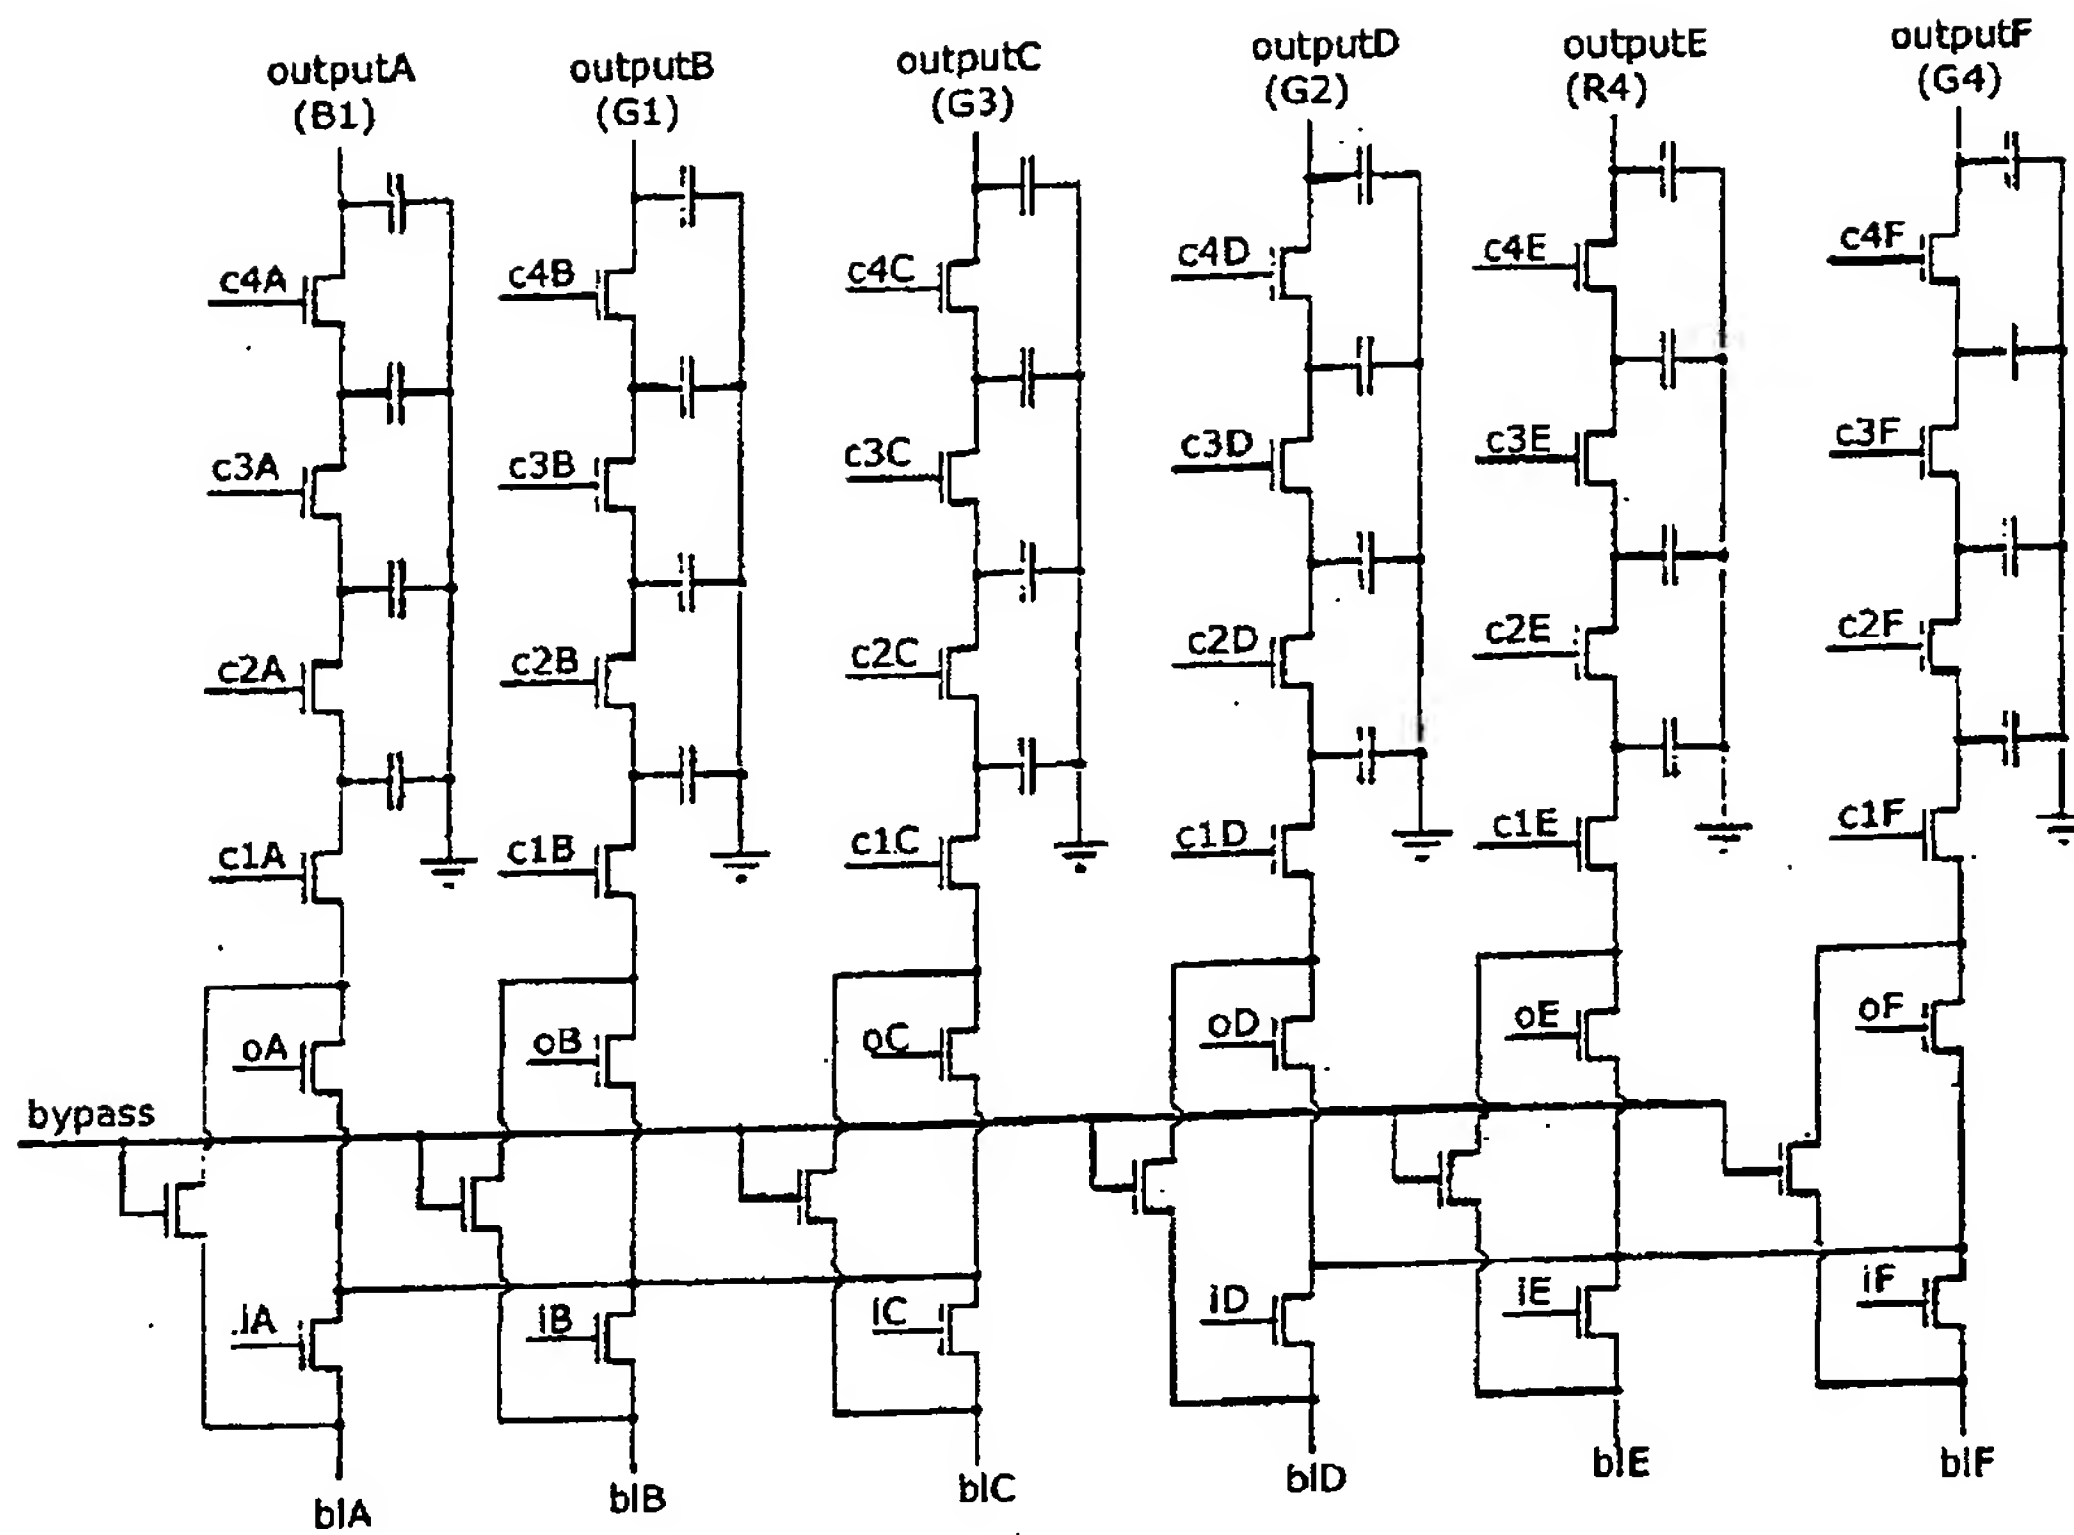 outputA
(B1)
outputB
(G1)
outputC
(G3)
outputD
(G2)
outputE
(R4)
outputF
(G4)
c4A
c4B
c4C
c4D
c4E
c4F
c3A
c3B
c3C
c3D
c3E
c3F
c2A
c2B
c2C
c2D
c2E
c2F
c1A
c1B
c1C
c1D
c1E
c1F
oA
oB
oC
oD
oE
oF
bypass
iA
iB
iC
iD
iE
iF
blA
blB
blC
blD
blE
blF